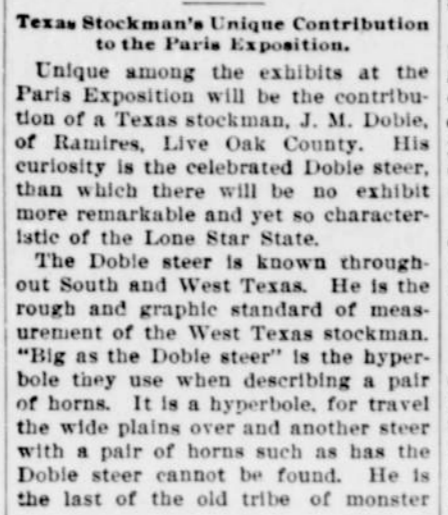 Texas Stockman's Unique Contribution
to the Paris Exposition.
Unique among the exhibits at the
Paris Exposition will be the contribu-
tion of a Texas stockman, J. M. Dobie,
of Ramires, Live Oak County. His
curiosity is the celebrated Dobie steer,
than which there will be no exhibit
more remarkable and yet so character-
istic of the Lone Star State.
The Dobie steer is known through-
out South and West Texas. He is the
rough and graphic standard of meas-
urement of the West Texas stockman.
"Big as the Dobie steer" is the hyper-
bole they use when describing a pair
of horns. It is a hyperbole, for travel
the wide plains over and another steer
with a pair of horns such as has the
Dobie steer cannot be found. He is
the last of the old tribe of monster